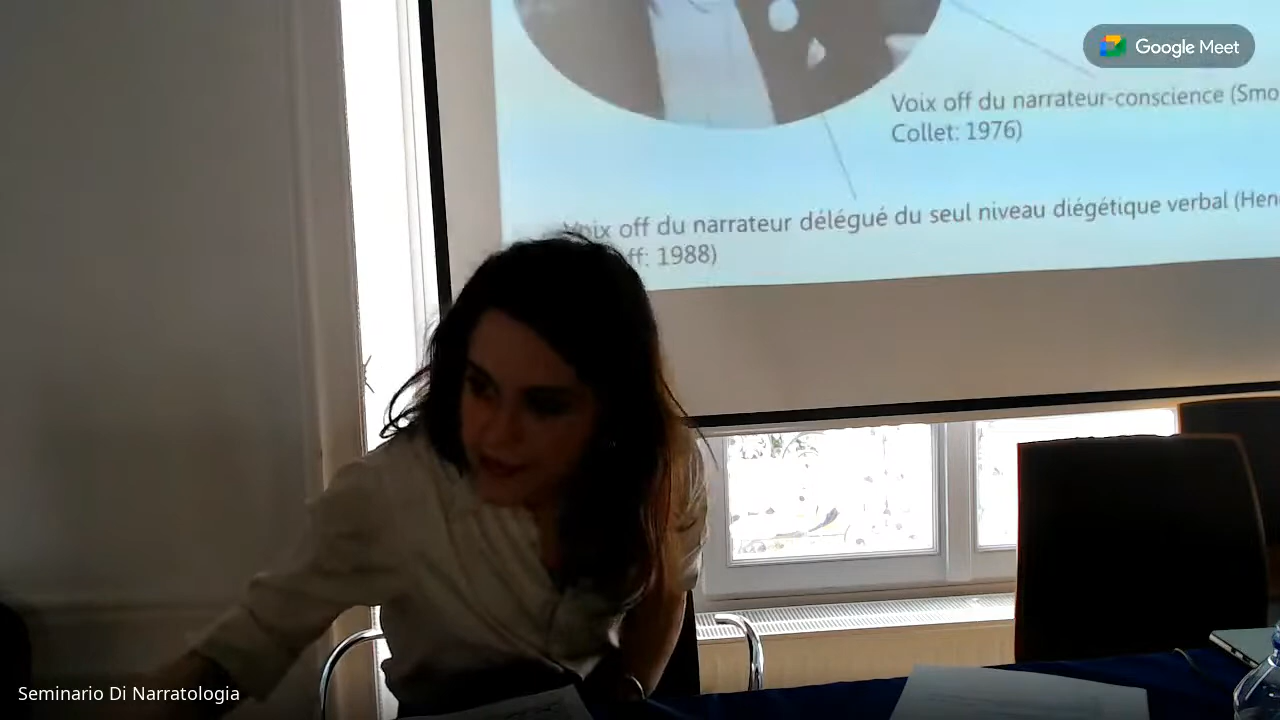 Google Meet
Voix off du narrateur-conscience (Smo
Collet: 1976)
Voix off du narrateur délégué du seul niveau diégétique verbal (Hen
ff: 1988)
Seminario Di Narratologia